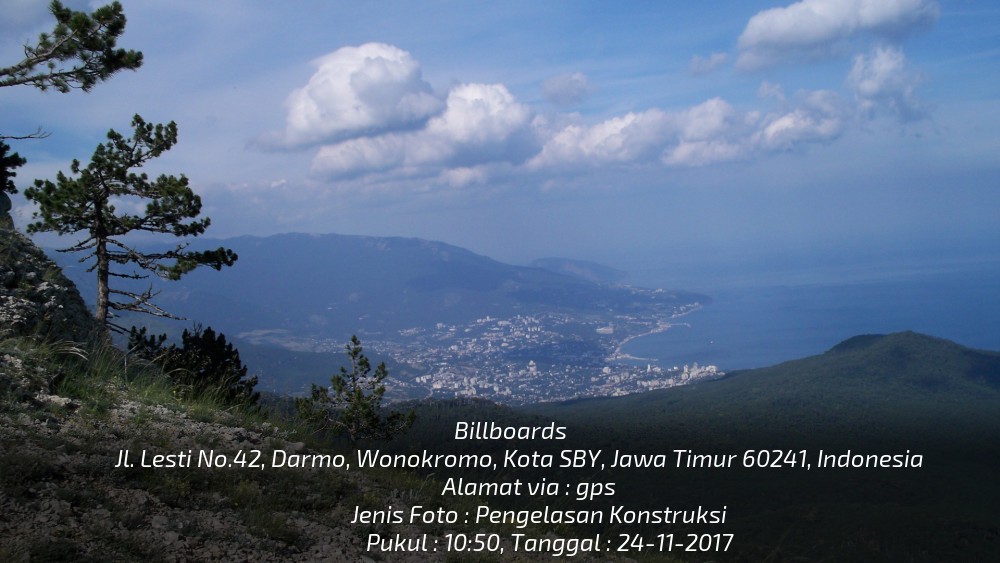 Billboards
Jl. Lesti No.42, Darmo, Wonokromo, Kota SBY, Jawa Timur 60241, Indonesia
Alamat via : gps
Jenis Foto : Pengelasan Konstruksi
Pukul : 10:50, Tanggal : 24-11-2017